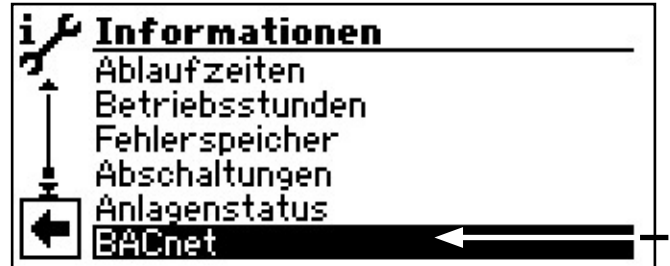 Informationen
Ablaufzeiten
Betriebsstunden
Fehlerspeicher
Abschaltungen
Anlagenstatus
BACnet